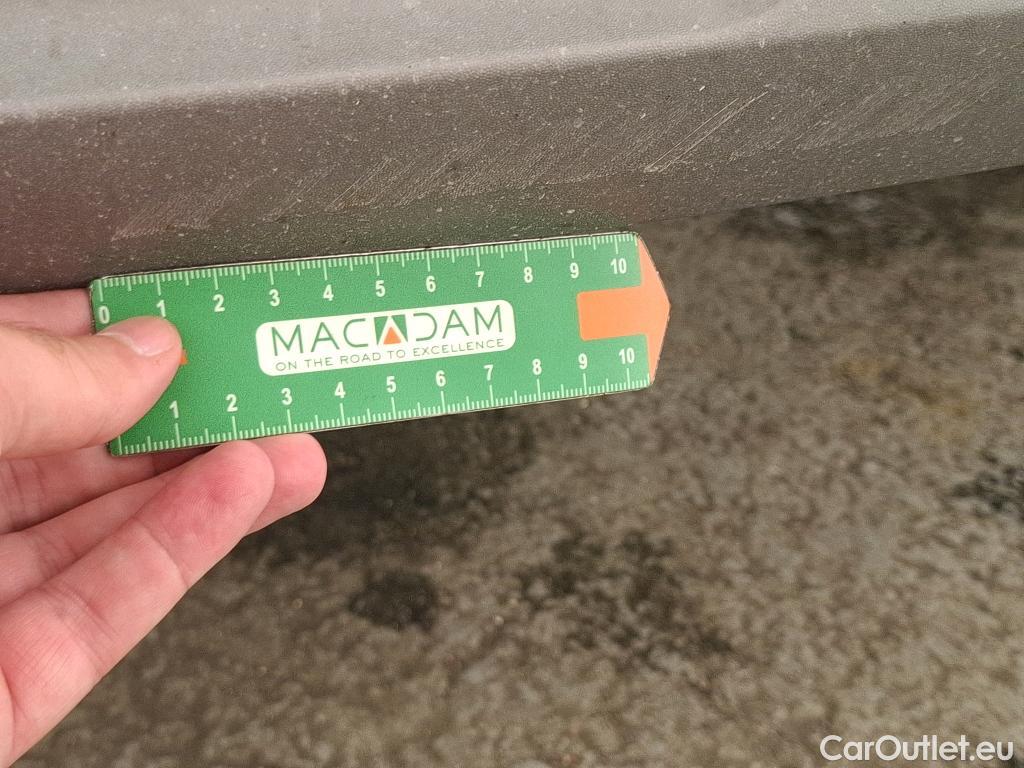 0 1 2 3 4 5 6 7 8 9 10
MACADAM
ON THE ROAD TO EXCELLENCE
1 2 3 4 5 6 7 8 9 10
CarOutlet.eu